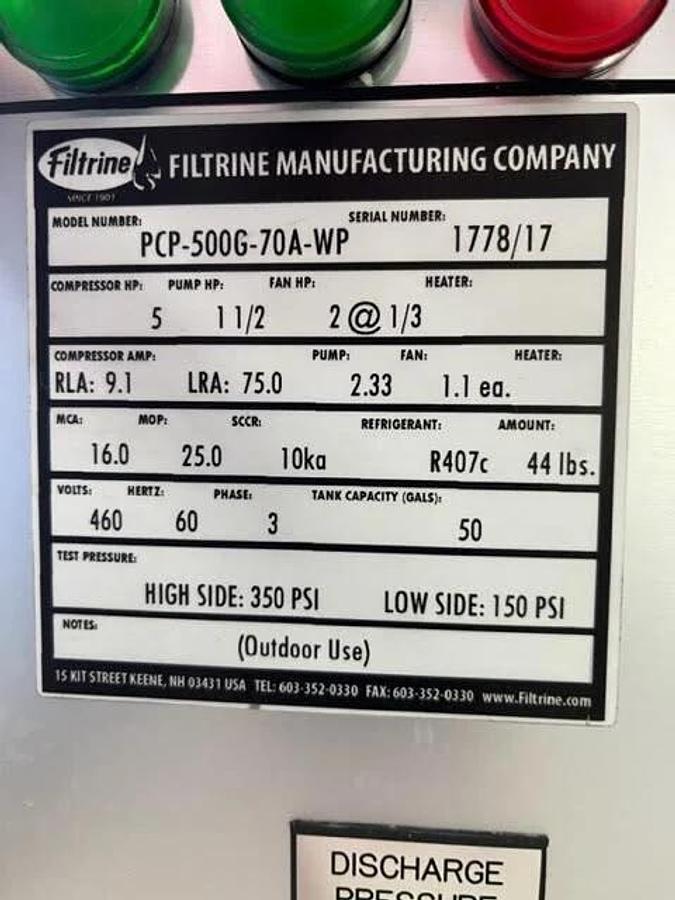 Filtrine FILTRINE MANUFACTURING COMPANY
SINCE 1901
MODEL NUMBER: SERIAL NUMBER:
PCP-500G-70A-WP 1778/17
COMPRESSOR HP: PUMP HP: FAN HP: HEATER:
5 1 1/2 2 @ 1/3
COMPRESSOR AMP: PUMP: FAN: HEATER:
RLA: 9.1 LRA: 75.0 2.33 1.1 ea.
MCA: MOP: SCCR: REFRIGERANT: AMOUNT:
16.0 25.0 10ka R407c 44 lbs.
VOLTS: HERTZ: PHASE: TANK CAPACITY (GALS):
460 60 3 50
TEST PRESSURE:
HIGH SIDE: 350 PSI LOW SIDE: 150 PSI
NOTES:
(Outdoor Use)
15 KIT STREET KEENE, NH 03431 USA TEL: 603-352-0330 FAX: 603-352-0330 www.Filtrine.com
DISCHARGE
PRESSURE